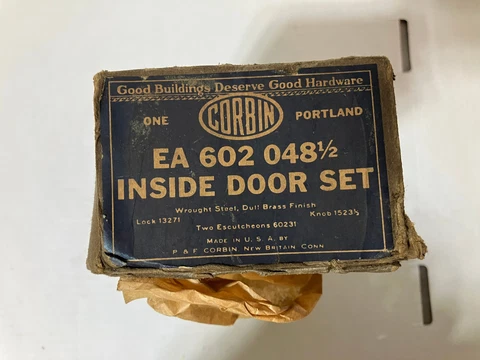 Good Buildings Deserve Good Hardware
ONE CORBIN PORTLAND
EA 602 048½
INSIDE DOOR SET
Wrought Steel, Dull Brass Finish
Lock 13271 Knob 1523½
Two Escutcheons 60231
MADE IN U. S. A. BY
P & F CORBIN, NEW BRITAIN CONN